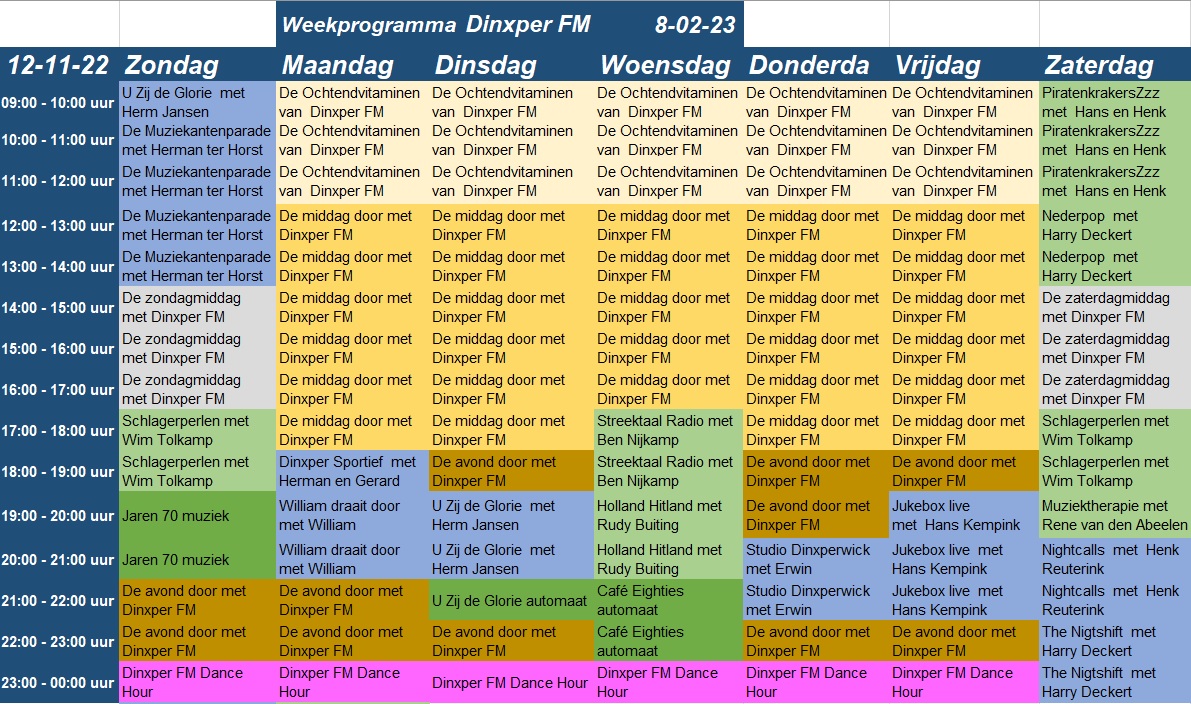 Weekprogramma Dinxper FM 8-02-23
12-11-22 Zondag Maandag Dinsdag Woensdag Donderda Vrijdag Zaterdag
09:00 - 10:00 uur
U Zij de Glorie met
Herm Jansen
De Ochtendvitaminen
van Dinxper FM
De Ochtendvitaminen
van Dinxper FM
De Ochtendvitaminen
van Dinxper FM
De Ochtendvitaminen
van Dinxper FM
De Ochtendvitaminen
van Dinxper FM
PiratenkrakersZzz
met Hans en Henk
10:00 - 11:00 uur
De Muziekantenparade
met Herman ter Horst
De Ochtendvitaminen
van Dinxper FM
De Ochtendvitaminen
van Dinxper FM
De Ochtendvitaminen
van Dinxper FM
De Ochtendvitaminen
van Dinxper FM
De Ochtendvitaminen
van Dinxper FM
PiratenkrakersZzz
met Hans en Henk
11:00 - 12:00 uur
De Muziekantenparade
met Herman ter Horst
De Ochtendvitaminen
van Dinxper FM
De Ochtendvitaminen
van Dinxper FM
De Ochtendvitaminen
van Dinxper FM
De Ochtendvitaminen
van Dinxper FM
De Ochtendvitaminen
van Dinxper FM
PiratenkrakersZzz
met Hans en Henk
12:00 - 13:00 uur
De Muziekantenparade
met Herman ter Horst
De middag door met
Dinxper FM
De middag door met
Dinxper FM
De middag door met
Dinxper FM
De middag door met
Dinxper FM
De middag door met
Dinxper FM
Nederpop met
Harry Deckert
13:00 - 14:00 uur
De Muziekantenparade
met Herman ter Horst
De middag door met
Dinxper FM
De middag door met
Dinxper FM
De middag door met
Dinxper FM
De middag door met
Dinxper FM
De middag door met
Dinxper FM
Nederpop met
Harry Deckert
14:00 - 15:00 uur
De zondagmiddag
met Dinxper FM
De middag door met
Dinxper FM
De middag door met
Dinxper FM
De middag door met
Dinxper FM
De middag door met
Dinxper FM
De middag door met
Dinxper FM
De zaterdagmiddag
met Dinxper FM
15:00 - 16:00 uur
De zondagmiddag
met Dinxper FM
De middag door met
Dinxper FM
De middag door met
Dinxper FM
De middag door met
Dinxper FM
De middag door met
Dinxper FM
De middag door met
Dinxper FM
De zaterdagmiddag
met Dinxper FM
16:00 - 17:00 uur
De zondagmiddag
met Dinxper FM
De middag door met
Dinxper FM
De middag door met
Dinxper FM
De middag door met
Dinxper FM
De middag door met
Dinxper FM
De middag door met
Dinxper FM
De zaterdagmiddag
met Dinxper FM
17:00 - 18:00 uur
Schlagerperlen met
Wim Tolkamp
De middag door met
Dinxper FM
De middag door met
Dinxper FM
Streektaal Radio met
Ben Nijkamp
De middag door met
Dinxper FM
De middag door met
Dinxper FM
Schlagerperlen met
Wim Tolkamp
18:00 - 19:00 uur
Schlagerperlen met
Wim Tolkamp
Dinxper Sportief met
Herman en Gerard
De avond door met
Dinxper FM
Streektaal Radio met
Ben Nijkamp
De avond door met
Dinxper FM
De avond door met
Dinxper FM
Schlagerperlen met
Wim Tolkamp
19:00 - 20:00 uur
Jaren 70 muziek
William draait door
met William
U Zij de Glorie met
Herm Jansen
Holland Hitland met
Rudy Buiting
De avond door met
Dinxper FM
Jukebox live
met Hans Kempink
Muziektherapie met
Rene van den Abeelen
20:00 - 21:00 uur
Jaren 70 muziek
William draait door
met William
U Zij de Glorie met
Herm Jansen
Holland Hitland met
Rudy Buiting
Studio Dinxperwick
met Erwin
Jukebox live met
Hans Kempink
Nightcalls met Henk
Reuterink
21:00 - 22:00 uur
De avond door met
Dinxper FM
De avond door met
Dinxper FM
U Zij de Glorie automaat
Café Eighties
automaat
Studio Dinxperwick
met Erwin
Jukebox live met
Hans Kempink
Nightcalls met Henk
Reuterink
22:00 - 23:00 uur
De avond door met
Dinxper FM
De avond door met
Dinxper FM
De avond door met
Dinxper FM
Café Eighties
automaat
De avond door met
Dinxper FM
De avond door met
Dinxper FM
The Nigtshift met
Harry Deckert
23:00 - 00:00 uur
Dinxper FM Dance
Hour
Dinxper FM Dance
Hour
Dinxper FM Dance Hour
Dinxper FM Dance
Hour
Dinxper FM Dance
Hour
Dinxper FM Dance
Hour
The Nigtshift met
Harry Deckert